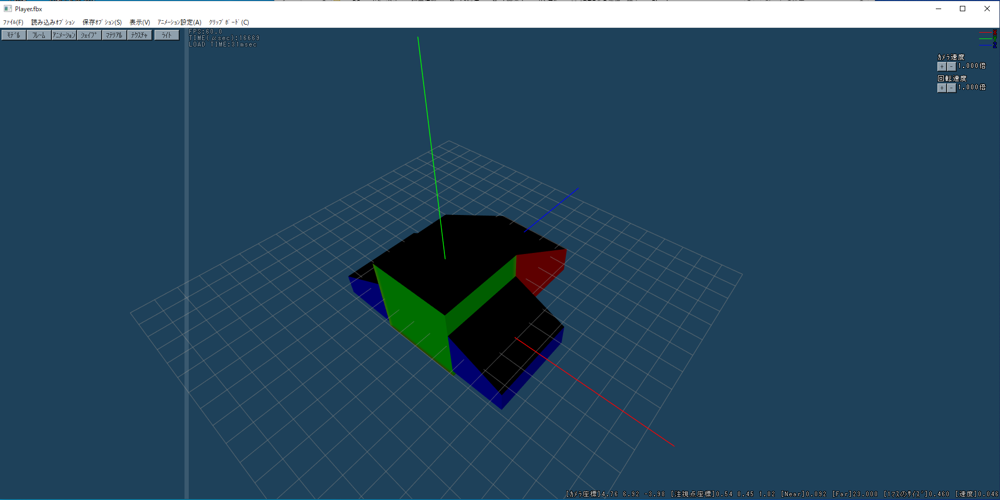 Player.fbx
ﾌｧｲﾙ(F) 読み込みｵﾌﾟｼｮﾝ 保存ｵﾌﾟｼｮﾝ(S) 表示(V) ｱﾆﾒｰｼｮﾝ設定(A) ｸﾘｯﾌﾟﾎﾞｰﾄﾞ(C)
ﾓﾃﾞﾙ ﾌﾚｰﾑ ｱﾆﾒｰｼｮﾝ ｼｪｲﾌﾟ ﾏﾃﾘｱﾙ ﾃｸｽﾁｬ ﾗｲﾄ
FPS:60.0
TIME(μsec):16669
LOAD TIME:31msec
X
Y
Z
ｶﾒﾗ速度
+ - 1.000倍
回転速度
+ - 1.000倍
[ｶﾒﾗ座標]4.76 6.92 -3.98 [注視点座標]0.54 0.45 1.02 [Near]0.092 [Far]23.000 [1ﾏｽのｻｲｽﾞ]0.460 [速度]0.046